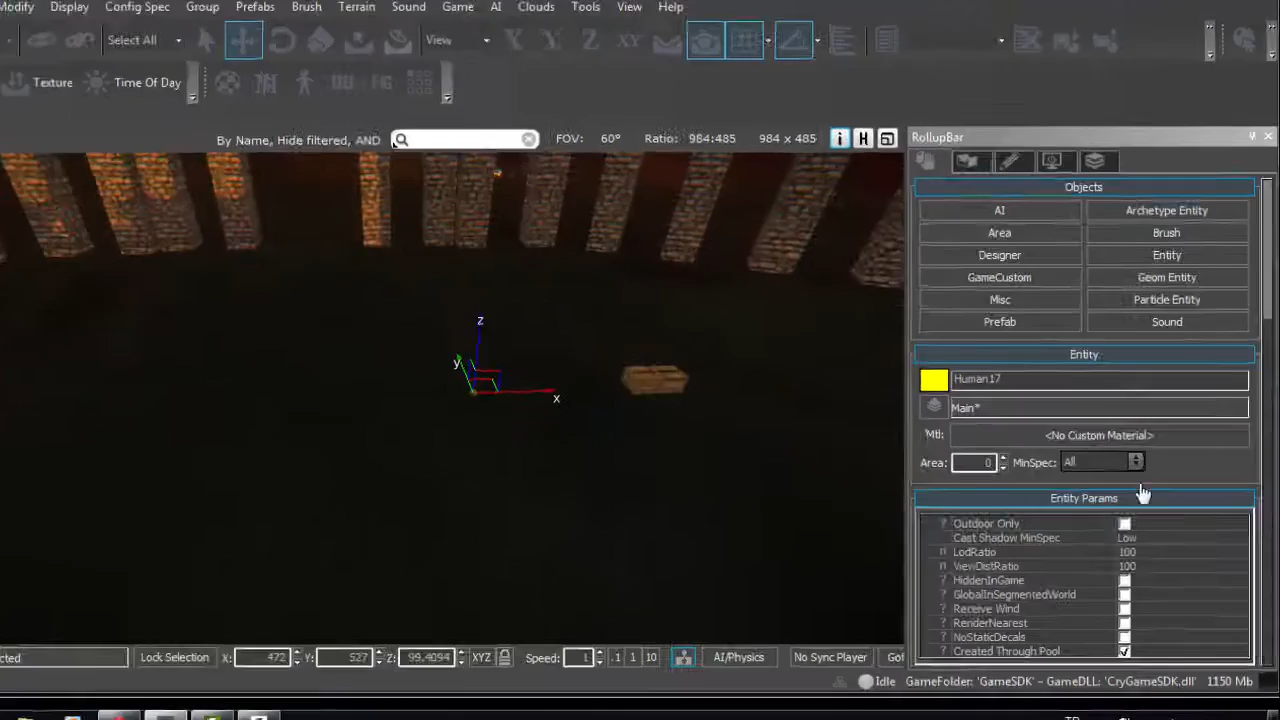 Modify Display Config Spec Group Prefabs Brush Terrain Sound Game AI Clouds Tools View Help
Select All View X Y Z XY
Texture Time Of Day
By Name, Hide filtered, AND FOV: 60° Ratio: 984:485 984 x 485 i H
RollupBar
Objects
AI Archetype Entity
Area Brush
Designer Entity
GameCustom Geom Entity
Misc Particle Entity
Prefab Sound
z
y
x
Entity
Human17
Main*
Mtl: <No Custom Material>
Area: 0 MinSpec: All
Entity Params
? Outdoor Only
Cast Shadow MinSpec Low
n LodRatio 100
n ViewDistRatio 100
? HiddenInGame
? GlobalInSegmentedWorld
? Receive Wind
? RenderNearest
? NoStaticDecals
? Created Through Pool
cted Lock Selection X: 472 Y: 527 Z: 99.4094 XYZ Speed: 1 .1 1 10 AI/Physics No Sync Player Got
Idle GameFolder: 'GameSDK' - GameDLL: 'CryGameSDK.dll' 1150 Mb